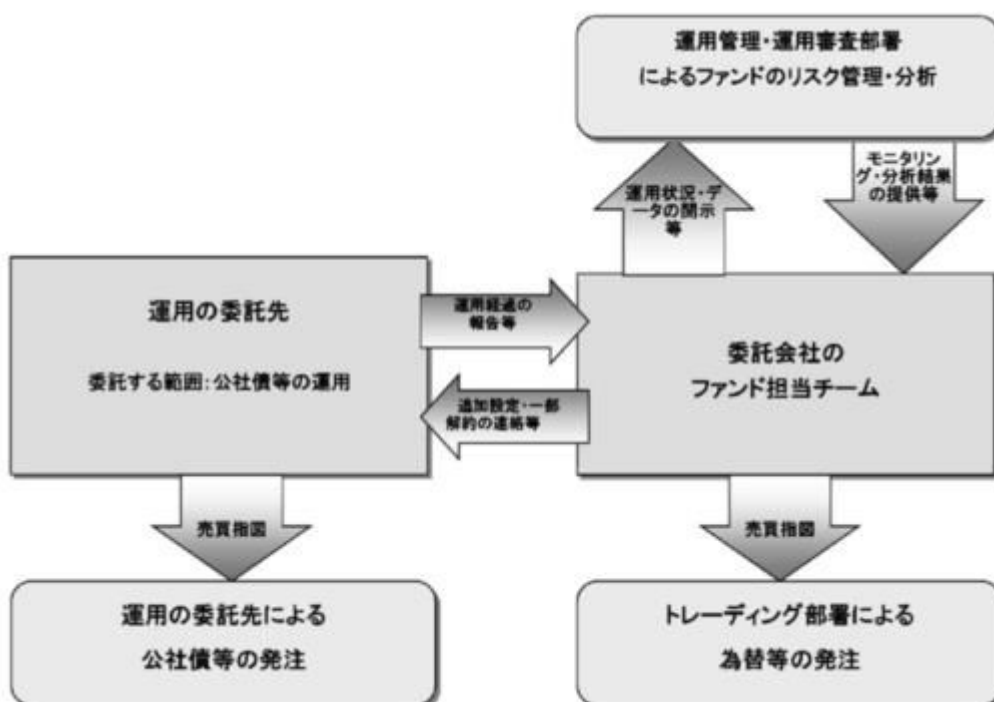 運用管理・運用審査部署
によるファンドのリスク管理・分析
運用状況・デ
ータの開示
等
モニタリン
グ・分析結果
の提供等
運用の委託先
委託する範囲：公社債等の運用
運用経過の
報告等
追加設定・一部
解約の連絡等
委託会社の
ファンド担当チーム
売買指図
売買指図
運用の委託先による
公社債等の発注
トレーディング部署による
為替等の発注